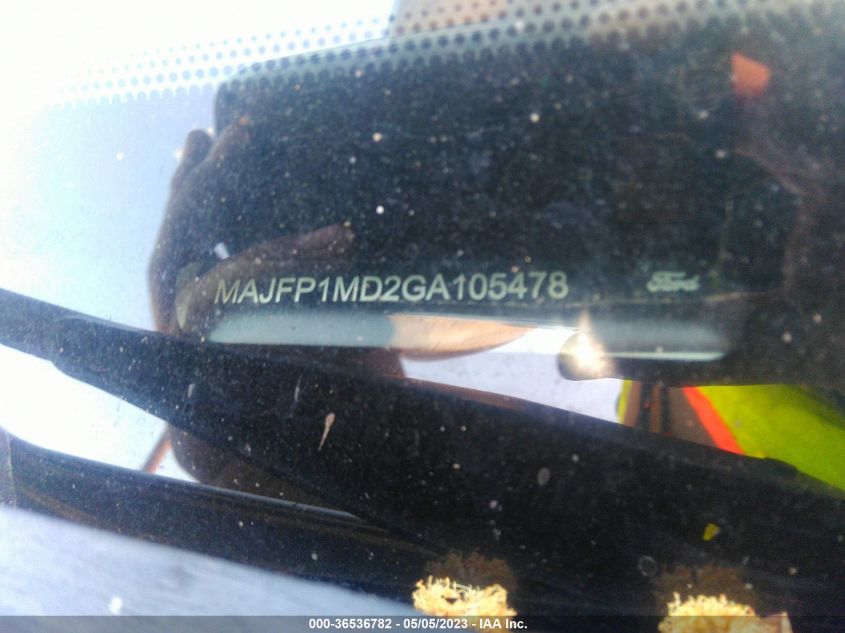 MAJFP1MD2GA105478 Ford
000-36536782 - 05/05/2023 - IAA Inc.